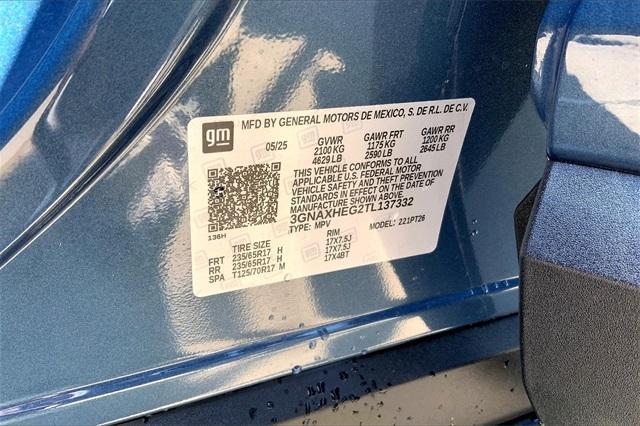 gm
MFD BY GENERAL MOTORS DE MEXICO, S. DE R.L. DE C.V.
05/25 GVWR GAWR FRT GAWR RR
2100 KG 1175 KG 1200 KG
4629 LB 2590 LB 2645 LB
THIS VEHICLE CONFORMS TO ALL
APPLICABLE U.S. FEDERAL MOTOR
VEHICLE SAFETY STANDARDS IN
EFFECT ON THE DATE OF
MANUFACTURE SHOWN ABOVE.
3GNAXHEG2TL137332
TYPE: MPV MODEL: 221PT26
136H
TIRE SIZE RIM
FRT 235/65R17 H 17X7.5J
RR 235/65R17 H 17X7.5J
SPA T125/70R17 M 17X4BT